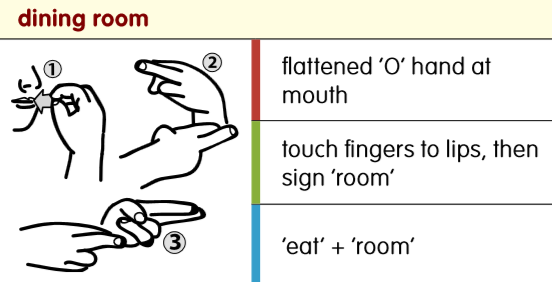 dining room
1
2
3
flattened 'O' hand at
mouth
touch fingers to lips, then
sign 'room'
'eat' + 'room'